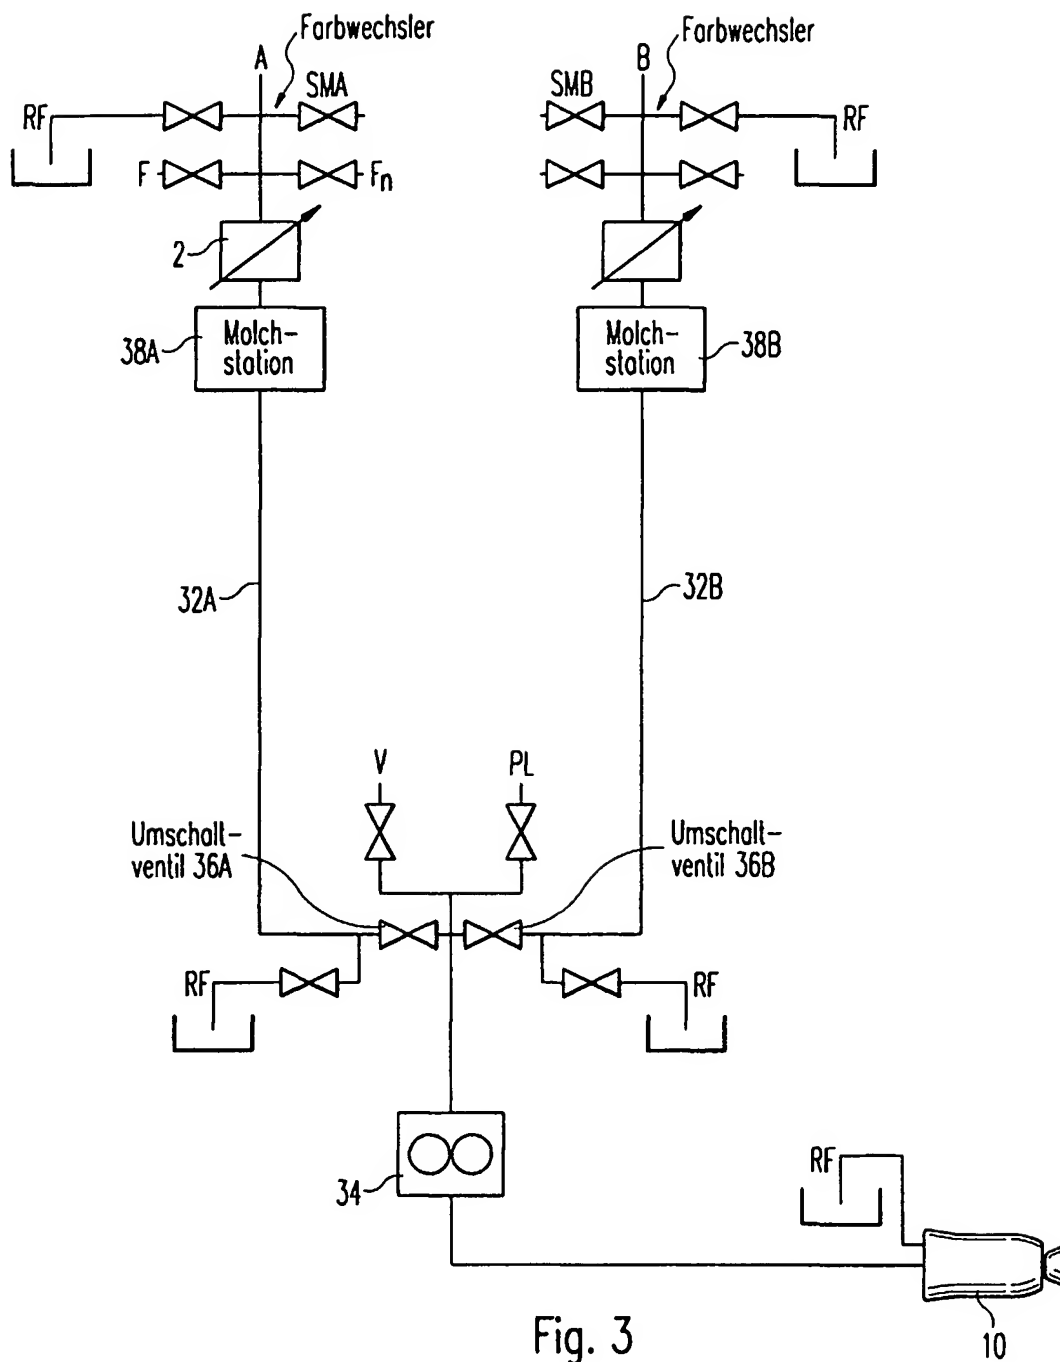 Farbwechsler
Farbwechsler
A
B
SMA
SMB
RF
RF
F
Fn
2
Molch-
station
Molch-
station
38A
38B
32A
32B
V
PL
Umschalt-
ventil 36A
Umschalt-
ventil 36B
RF
RF
34
RF
10
Fig. 3